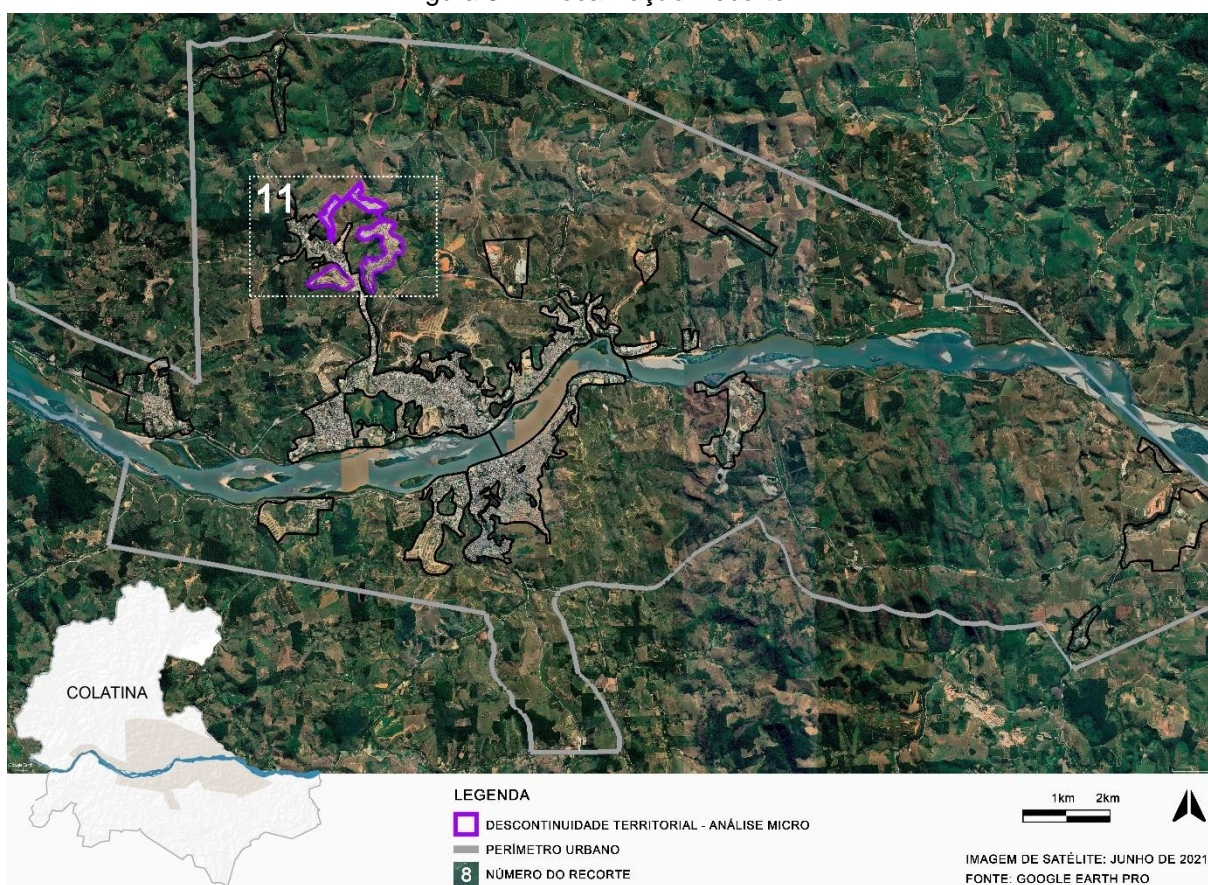 11
COLATINA
LEGENDA
DESCONTINUIDADE TERRITORIAL - ANÁLISE MICRO
PERÍMETRO URBANO
8 NÚMERO DO RECORTE
1km 2km
IMAGEM DE SATÉLITE: JUNHO DE 2021
FONTE: GOOGLE EARTH PRO